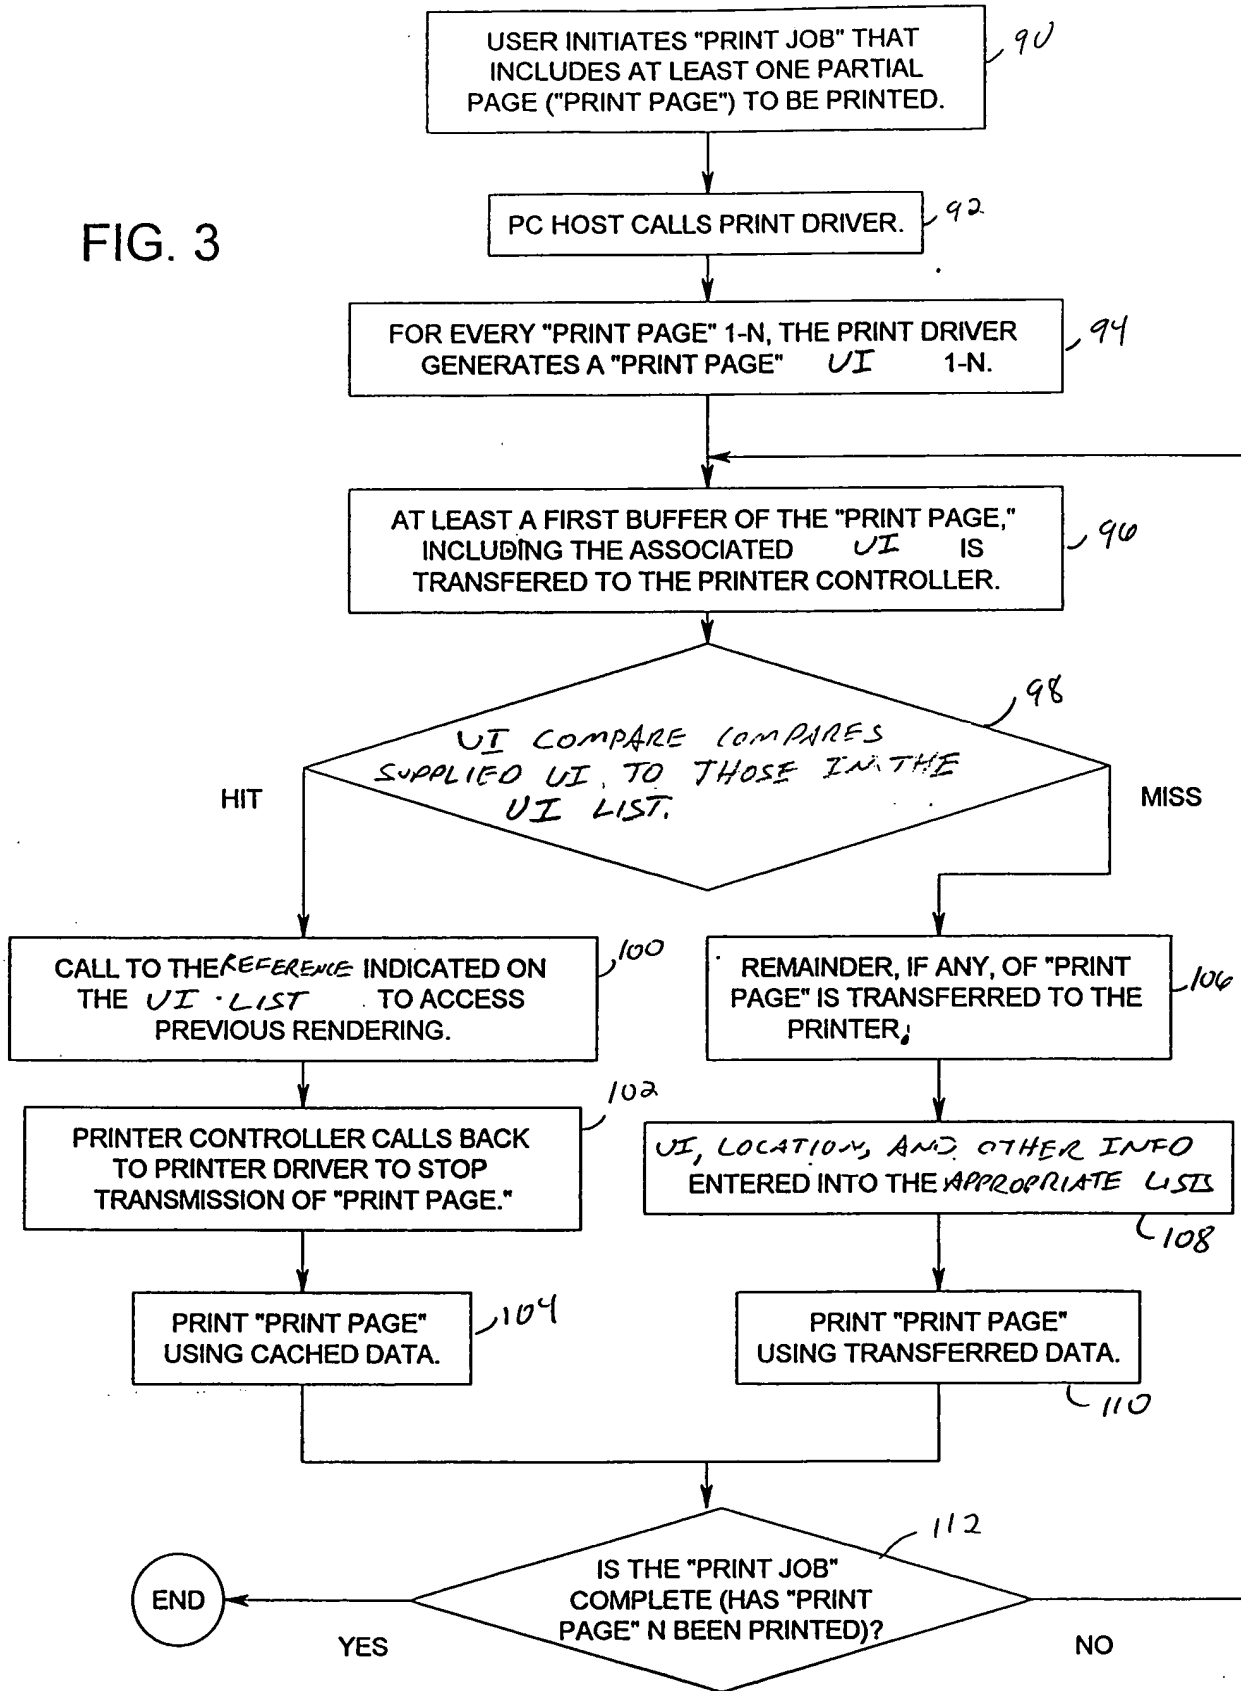 USER INITIATES "PRINT JOB" THAT
INCLUDES AT LEAST ONE PARTIAL
PAGE ("PRINT PAGE") TO BE PRINTED.
90
FIG. 3
PC HOST CALLS PRINT DRIVER.
92
FOR EVERY "PRINT PAGE" 1-N, THE PRINT DRIVER
GENERATES A "PRINT PAGE" UI 1-N.
94
AT LEAST A FIRST BUFFER OF THE "PRINT PAGE,"
INCLUDING THE ASSOCIATED UI IS
TRANSFERED TO THE PRINTER CONTROLLER.
96
98
UI COMPARE COMPARES
SUPPLIED UI TO THOSE IN THE
UI LIST.
HIT
MISS
CALL TO THE REFERENCE INDICATED ON
THE UI LIST TO ACCESS
PREVIOUS RENDERING.
100
REMAINDER, IF ANY, OF "PRINT
PAGE" IS TRANSFERRED TO THE
PRINTER.
106
102
PRINTER CONTROLLER CALLS BACK
TO PRINTER DRIVER TO STOP
TRANSMISSION OF "PRINT PAGE."
UI, LOCATION, AND OTHER INFO
ENTERED INTO THE APPROPRIATE LISTS
108
PRINT "PRINT PAGE"
USING CACHED DATA.
104
PRINT "PRINT PAGE"
USING TRANSFERRED DATA.
110
112
IS THE "PRINT JOB"
COMPLETE (HAS "PRINT
PAGE" N BEEN PRINTED)?
END
YES
NO